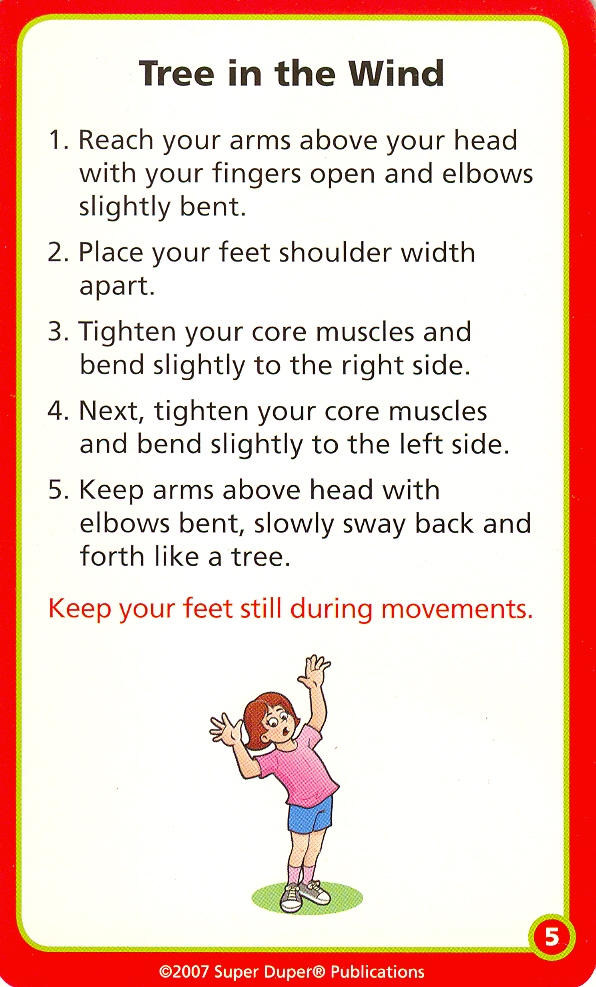 Tree in the Wind
1. Reach your arms above your head
with your fingers open and elbows
slightly bent.
2. Place your feet shoulder width
apart.
3. Tighten your core muscles and
bend slightly to the right side.
4. Next, tighten your core muscles
and bend slightly to the left side.
5. Keep arms above head with
elbows bent, slowly sway back and
forth like a tree.
Keep your feet still during movements.
5
©2007 Super Duper® Publications